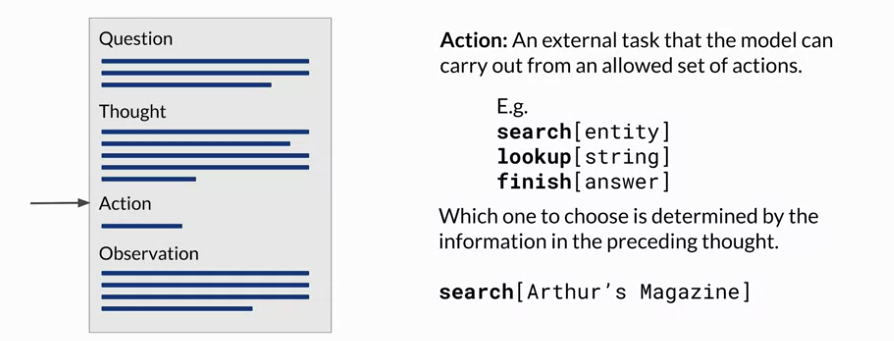 Question
Thought
Action
Observation
Action: An external task that the model can
carry out from an allowed set of actions.
E.g.
search[entity]
lookup[string]
finish[answer]
Which one to choose is determined by the
information in the preceding thought.
search[Arthur’s Magazine]